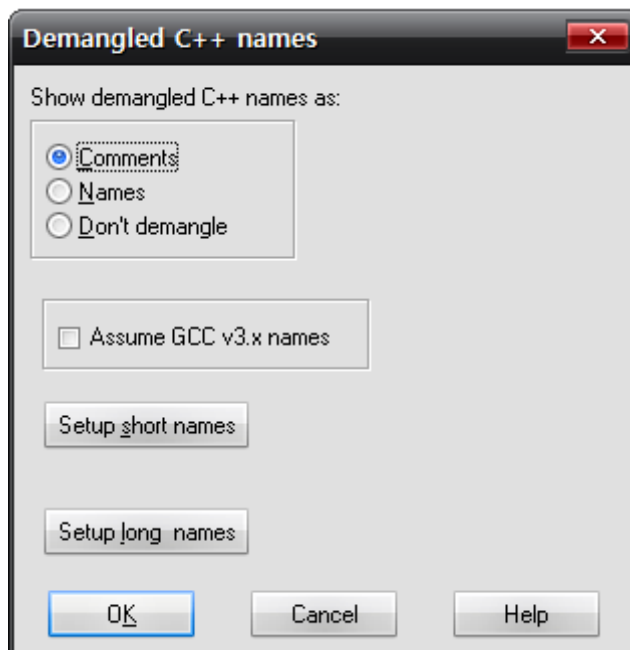 Demangled C++ names
Show demangled C++ names as:
Comments
Names
Don't demangle
Assume GCC v3.x names
Setup short names
Setup long  names
OK Cancel Help